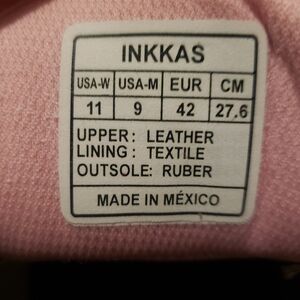 INKKAS
USA-W USA-M EUR CM
11 9 42 27.6
UPPER: LEATHER
LINING: TEXTILE
OUTSOLE: RUBER
MADE IN MÉXICO